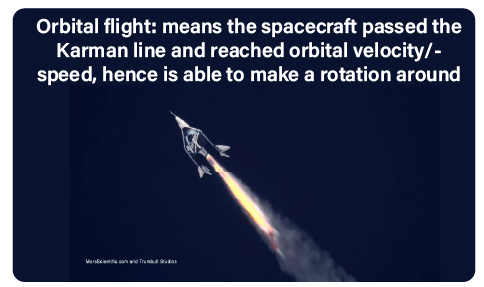 Orbital flight: means the spacecraft passed the
Karman line and reached orbital velocity/-
speed, hence is able to make a rotation around
MarsScientific.com and Trumbull Studios